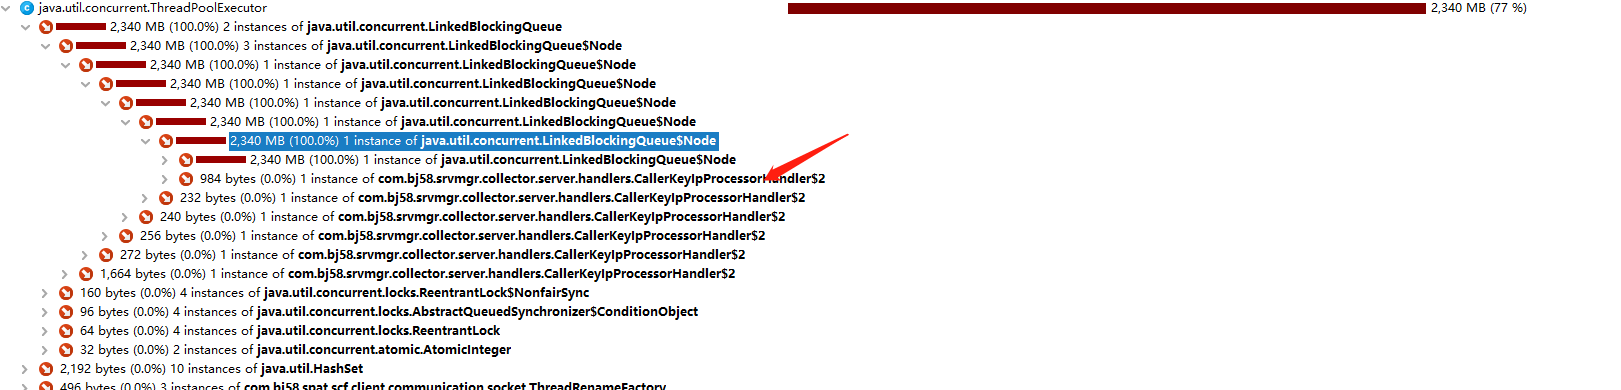 java.util.concurrent.ThreadPoolExecutor 2,340 MB (77 %)
2,340 MB (100.0%) 2 instances of java.util.concurrent.LinkedBlockingQueue
2,340 MB (100.0%) 3 instances of java.util.concurrent.LinkedBlockingQueue$Node
2,340 MB (100.0%) 1 instance of java.util.concurrent.LinkedBlockingQueue$Node
2,340 MB (100.0%) 1 instance of java.util.concurrent.LinkedBlockingQueue$Node
2,340 MB (100.0%) 1 instance of java.util.concurrent.LinkedBlockingQueue$Node
2,340 MB (100.0%) 1 instance of java.util.concurrent.LinkedBlockingQueue$Node
2,340 MB (100.0%) 1 instance of java.util.concurrent.LinkedBlockingQueue$Node
2,340 MB (100.0%) 1 instance of java.util.concurrent.LinkedBlockingQueue$Node
984 bytes (0.0%) 1 instance of com.bj58.srvmgr.collector.server.handlers.CallerKeyIpProcessorHandler$2
232 bytes (0.0%) 1 instance of com.bj58.srvmgr.collector.server.handlers.CallerKeyIpProcessorHandler$2
240 bytes (0.0%) 1 instance of com.bj58.srvmgr.collector.server.handlers.CallerKeyIpProcessorHandler$2
256 bytes (0.0%) 1 instance of com.bj58.srvmgr.collector.server.handlers.CallerKeyIpProcessorHandler$2
272 bytes (0.0%) 1 instance of com.bj58.srvmgr.collector.server.handlers.CallerKeyIpProcessorHandler$2
1,664 bytes (0.0%) 1 instance of com.bj58.srvmgr.collector.server.handlers.CallerKeyIpProcessorHandler$2
160 bytes (0.0%) 4 instances of java.util.concurrent.locks.ReentrantLock$NonfairSync
96 bytes (0.0%) 4 instances of java.util.concurrent.locks.AbstractQueuedSynchronizer$ConditionObject
64 bytes (0.0%) 4 instances of java.util.concurrent.locks.ReentrantLock
32 bytes (0.0%) 2 instances of java.util.concurrent.atomic.AtomicInteger
2,192 bytes (0.0%) 10 instances of java.util.HashSet
496 bytes (0.0%) 3 instances of com.bj58.spat.scf.client.communication.socket.ThreadRenameFactory